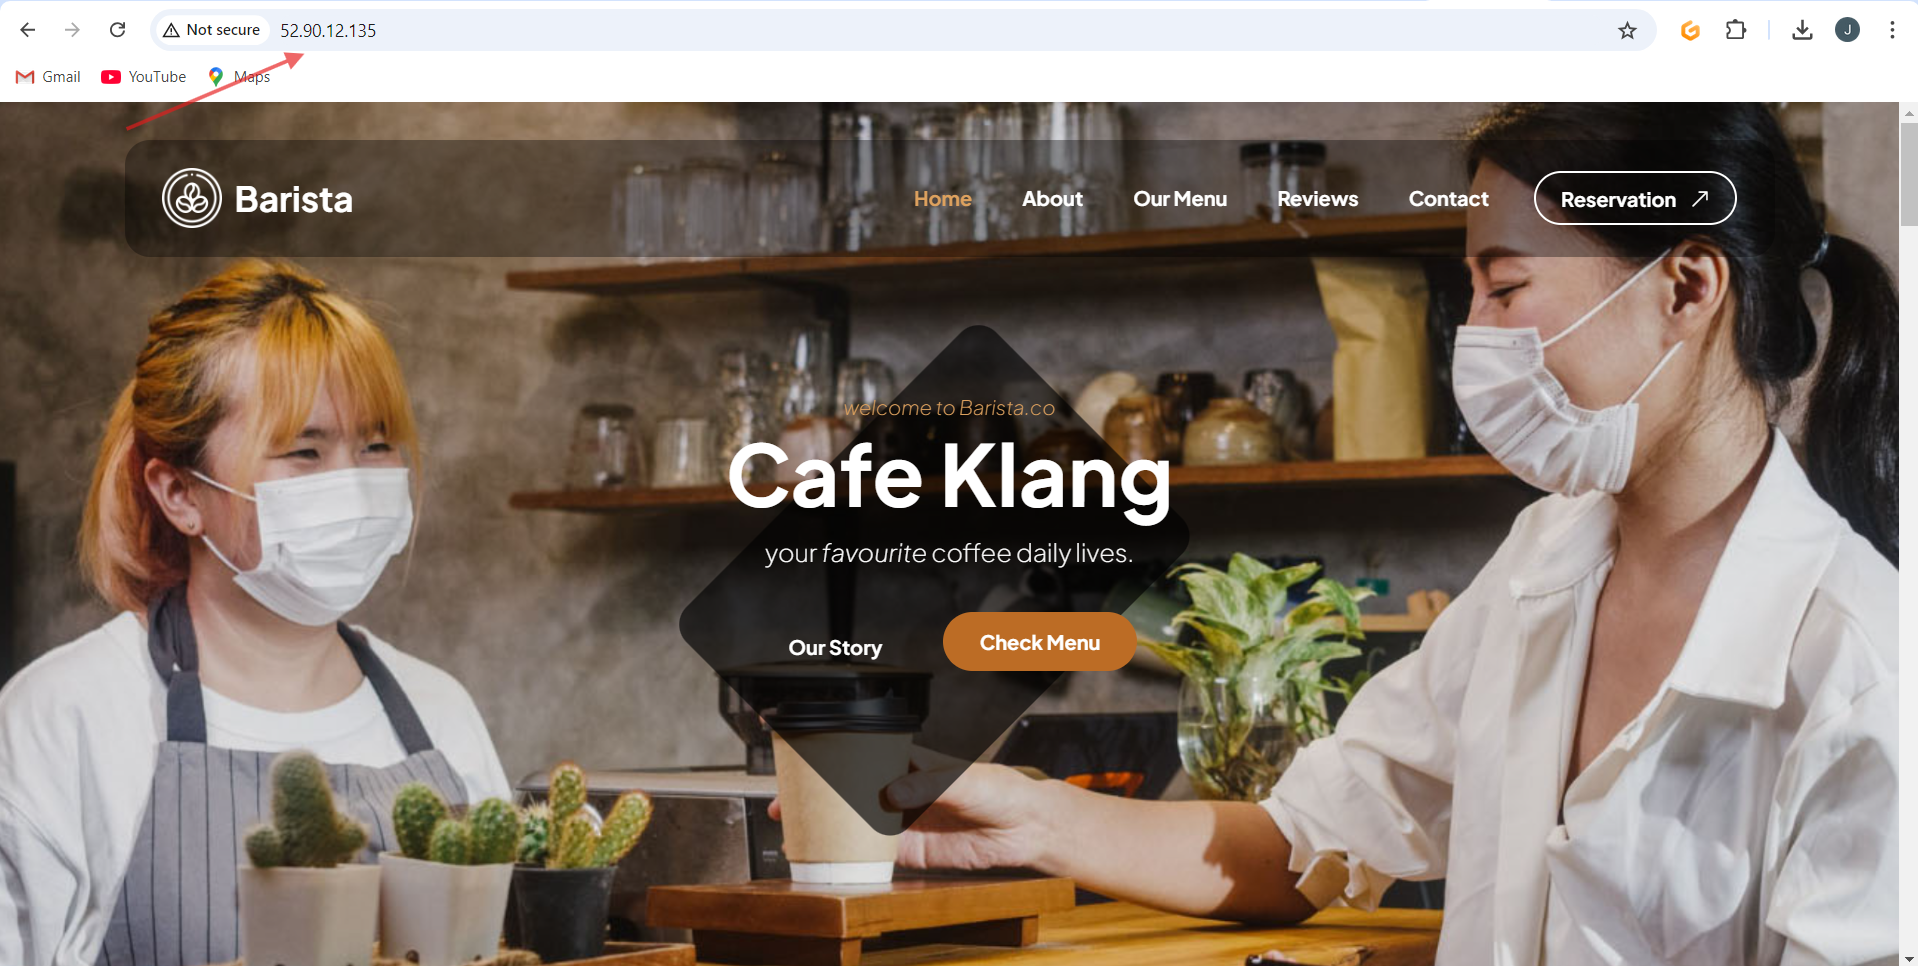 Not secure 52.90.12.135
J
Gmail YouTube Maps
Barista Home About Our Menu Reviews Contact Reservation
welcome to Barista.co
Cafe Klang
your favourite coffee daily lives.
Our Story Check Menu